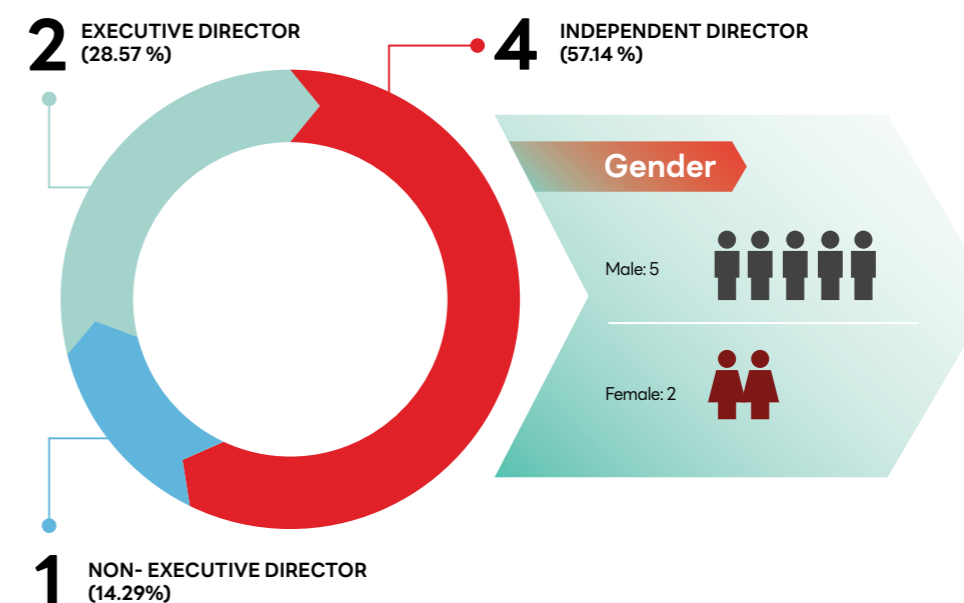 2 EXECUTIVE DIRECTOR
(28.57 %)
4 INDEPENDENT DIRECTOR
(57.14 %)
Gender
Male: 5
Female: 2
1 NON- EXECUTIVE DIRECTOR
(14.29%)